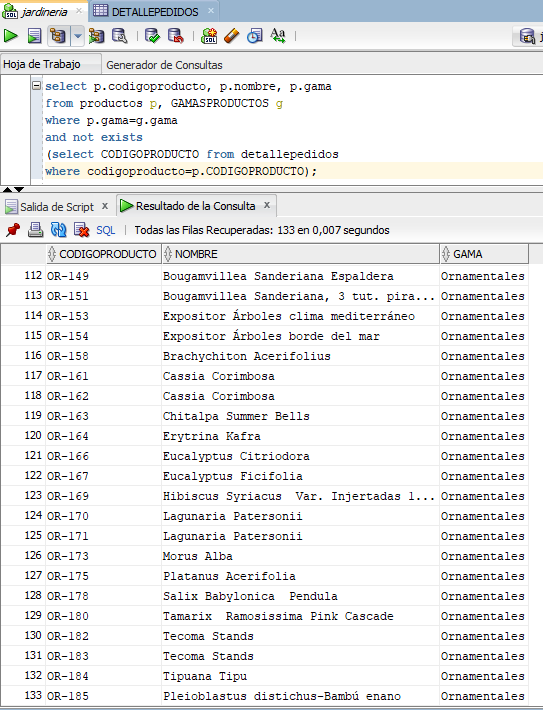 jardineria
DETALLEPEDIDOS
SQL
Aa
Hoja de Trabajo Generador de Consultas
select p.codigoproducto, p.nombre, p.gama
from productos p, GAMASPRODUCTOS g
where p.gama=g.gama
and not exists
(select CODIGOPRODUCTO from detallepedidos
where codigoproducto=p.CODIGOPRODUCTO);
Salida de Script x Resultado de la Consulta x
SQL | Todas las Filas Recuperadas: 133 en 0,007 segundos
CODIGOPRODUCTO NOMBRE GAMA
112 OR-149 Bougamvillea Sanderiana Espaldera Ornamentales
113 OR-151 Bougamvillea Sanderiana, 3 tut. pira... Ornamentales
114 OR-153 Expositor Árboles clima mediterráneo Ornamentales
115 OR-154 Expositor Árboles borde del mar Ornamentales
116 OR-158 Brachychiton Acerifolius Ornamentales
117 OR-161 Cassia Corimbosa Ornamentales
118 OR-162 Cassia Corimbosa Ornamentales
119 OR-163 Chitalpa Summer Bells Ornamentales
120 OR-164 Erytrina Kafra Ornamentales
121 OR-166 Eucalyptus Citriodora Ornamentales
122 OR-167 Eucalyptus Ficifolia Ornamentales
123 OR-169 Hibiscus Syriacus  Var. Injertadas 1... Ornamentales
124 OR-170 Lagunaria Patersonii Ornamentales
125 OR-171 Lagunaria Patersonii Ornamentales
126 OR-173 Morus Alba Ornamentales
127 OR-175 Platanus Acerifolia Ornamentales
128 OR-178 Salix Babylonica  Pendula Ornamentales
129 OR-180 Tamarix  Ramosissima Pink Cascade Ornamentales
130 OR-182 Tecoma Stands Ornamentales
131 OR-183 Tecoma Stands Ornamentales
132 OR-184 Tipuana Tipu Ornamentales
133 OR-185 Pleioblastus distichus-Bambú enano Ornamentales